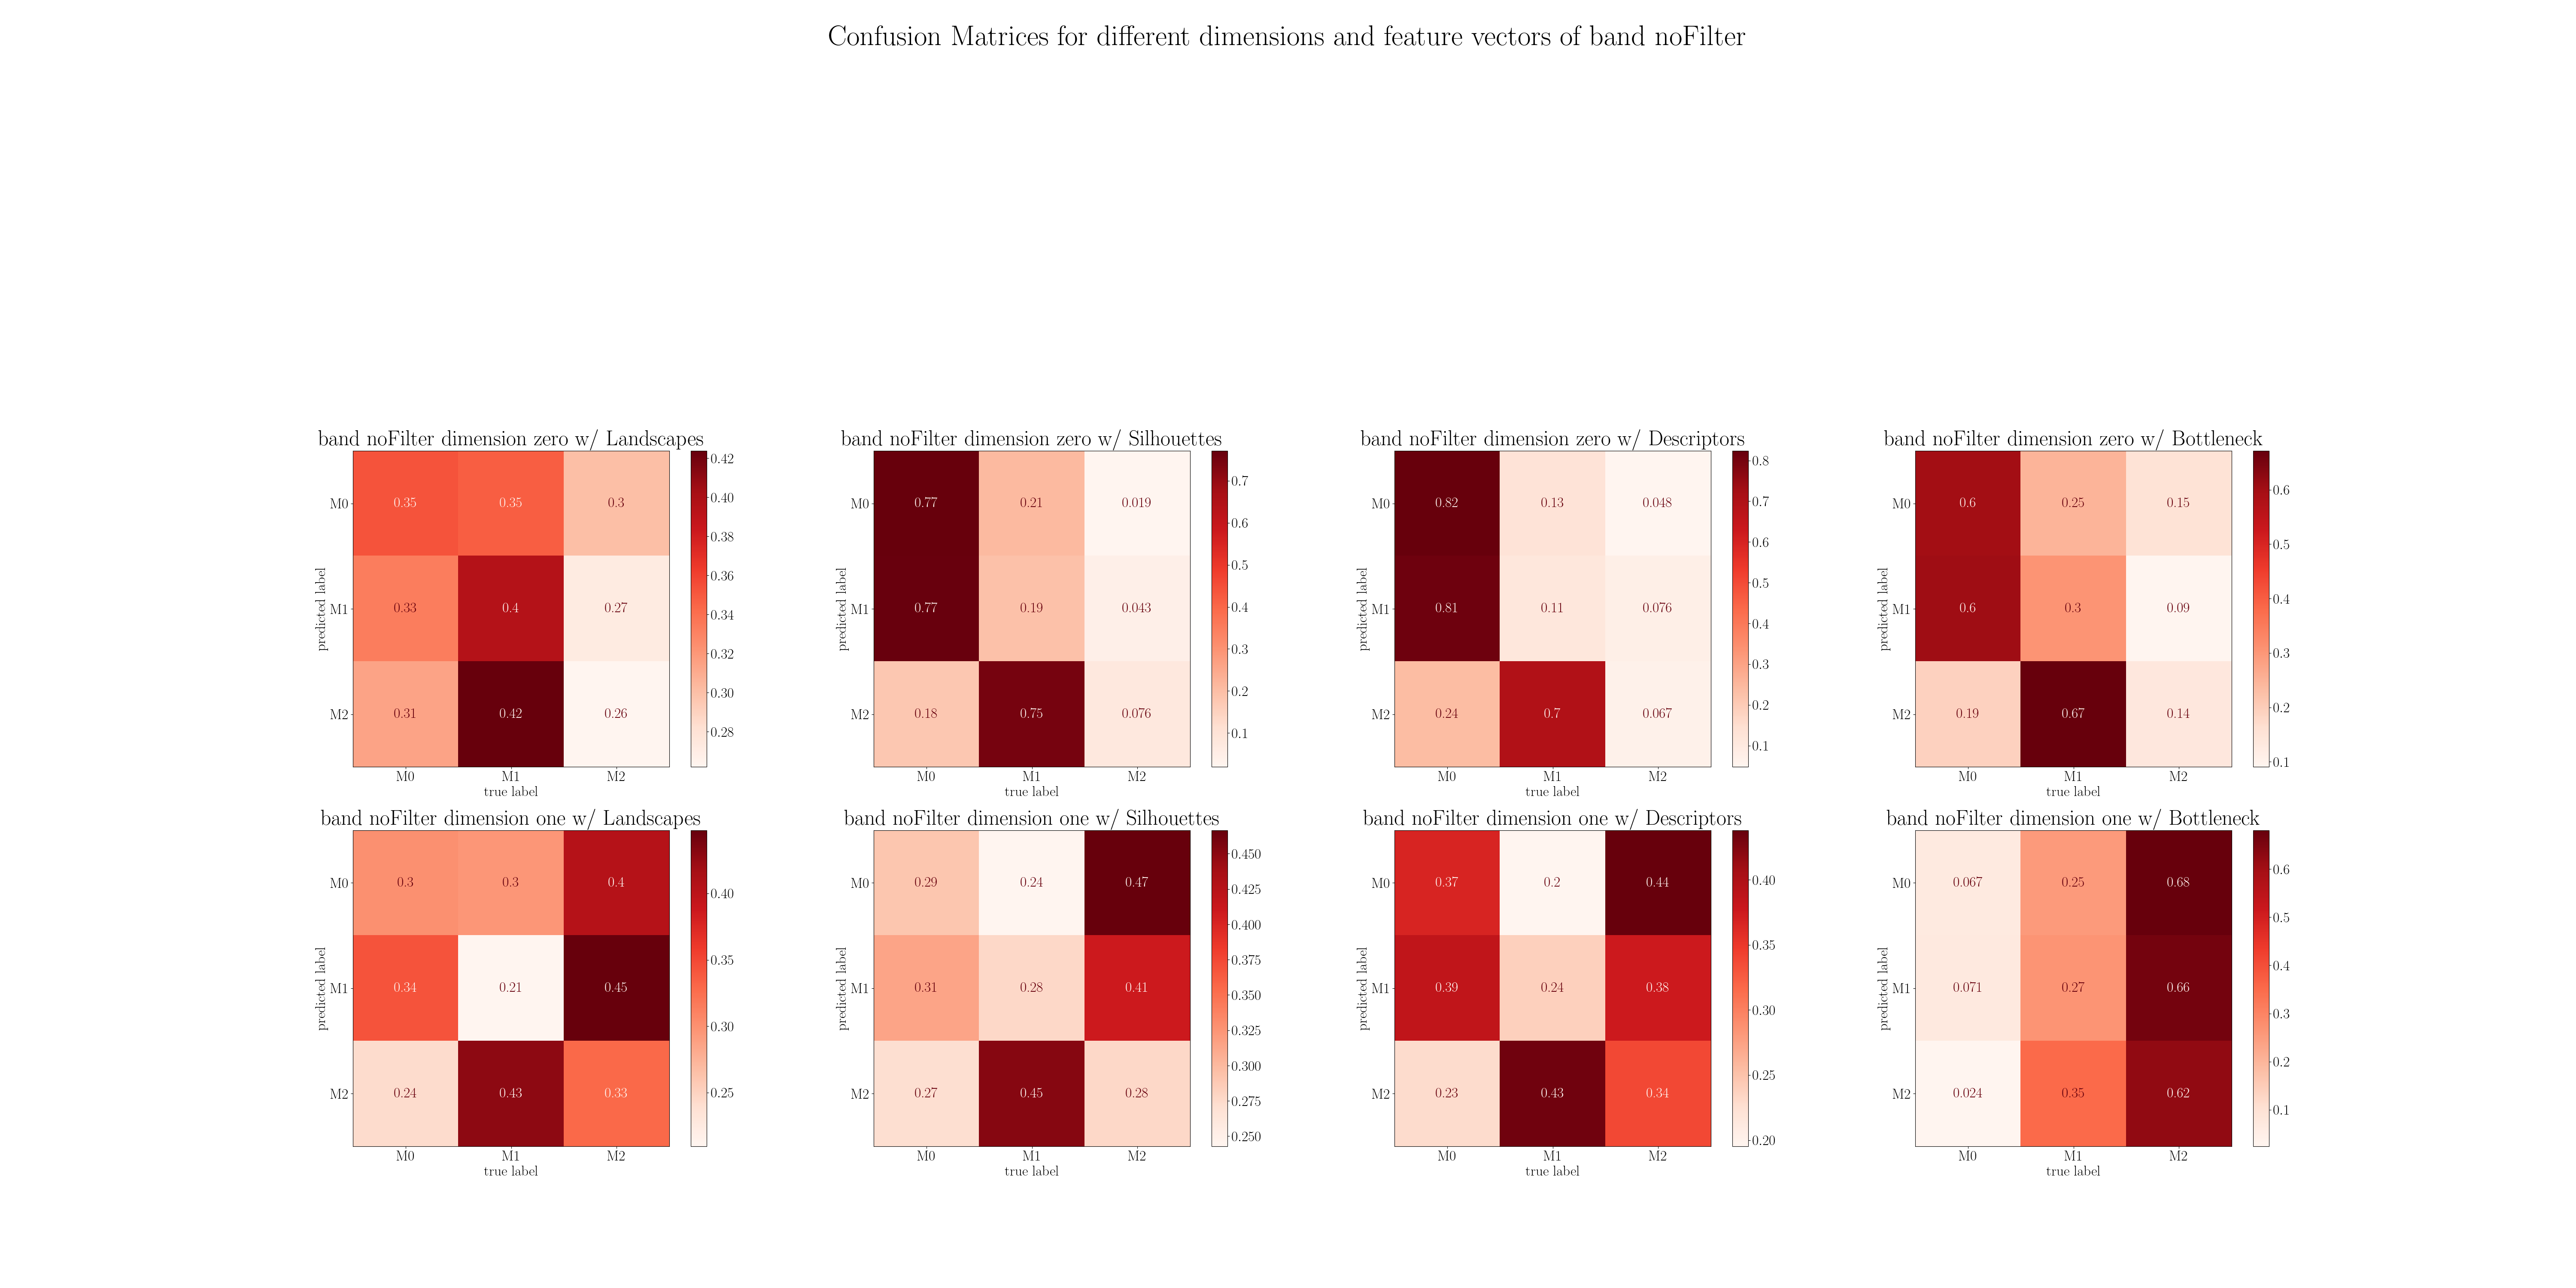 Confusion Matrices for different dimensions and feature vectors of band noFilter
band noFilter dimension zero w/ Landscapes
0.35 0.35 0.3
0.33 0.4 0.27
0.31 0.42 0.26
M0
M1
M2
predicted label
M0 M1 M2
true label
0.42
0.40
0.38
0.36
0.34
0.32
0.30
0.28
band noFilter dimension zero w/ Silhouettes
0.77 0.21 0.019
0.77 0.19 0.043
0.18 0.75 0.076
M0
M1
M2
predicted label
M0 M1 M2
true label
0.7
0.6
0.5
0.4
0.3
0.2
0.1
band noFilter dimension zero w/ Descriptors
0.82 0.13 0.048
0.81 0.11 0.076
0.24 0.7 0.067
M0
M1
M2
predicted label
M0 M1 M2
true label
0.8
0.7
0.6
0.5
0.4
0.3
0.2
0.1
band noFilter dimension zero w/ Bottleneck
0.6 0.25 0.15
0.6 0.3 0.09
0.19 0.67 0.14
M0
M1
M2
predicted label
M0 M1 M2
true label
0.6
0.5
0.4
0.3
0.2
0.1
band noFilter dimension one w/ Landscapes
0.3 0.3 0.4
0.34 0.21 0.45
0.24 0.43 0.33
M0
M1
M2
predicted label
M0 M1 M2
true label
0.40
0.35
0.30
0.25
band noFilter dimension one w/ Silhouettes
0.29 0.24 0.47
0.31 0.28 0.41
0.27 0.45 0.28
M0
M1
M2
predicted label
M0 M1 M2
true label
0.450
0.425
0.400
0.375
0.350
0.325
0.300
0.275
0.250
band noFilter dimension one w/ Descriptors
0.37 0.2 0.44
0.39 0.24 0.38
0.23 0.43 0.34
M0
M1
M2
predicted label
M0 M1 M2
true label
0.40
0.35
0.30
0.25
0.20
band noFilter dimension one w/ Bottleneck
0.067 0.25 0.68
0.071 0.27 0.66
0.024 0.35 0.62
M0
M1
M2
predicted label
M0 M1 M2
true label
0.6
0.5
0.4
0.3
0.2
0.1